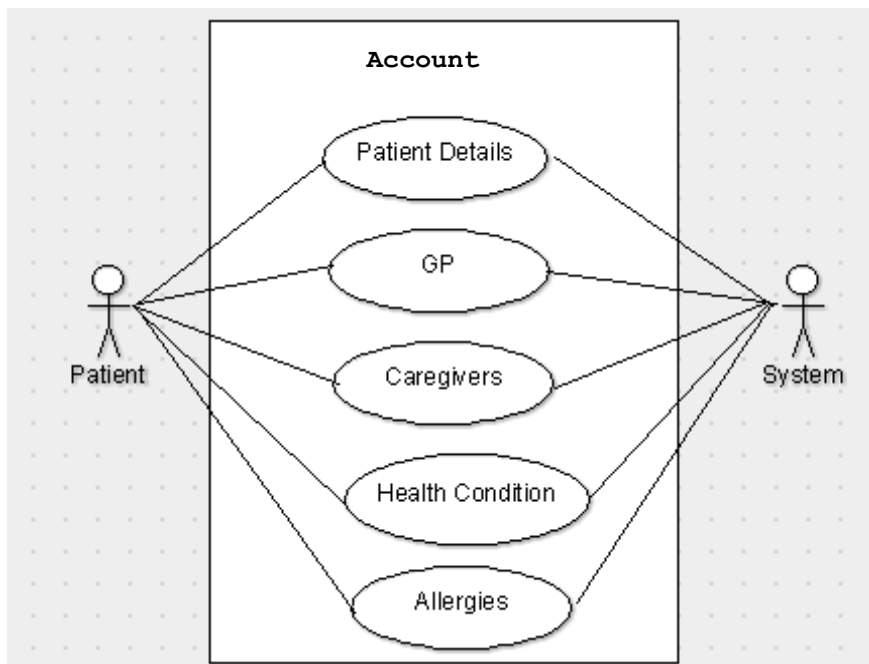 Account
Patient Details
GP
Caregivers
Patient
System
Health Condition
Allergies